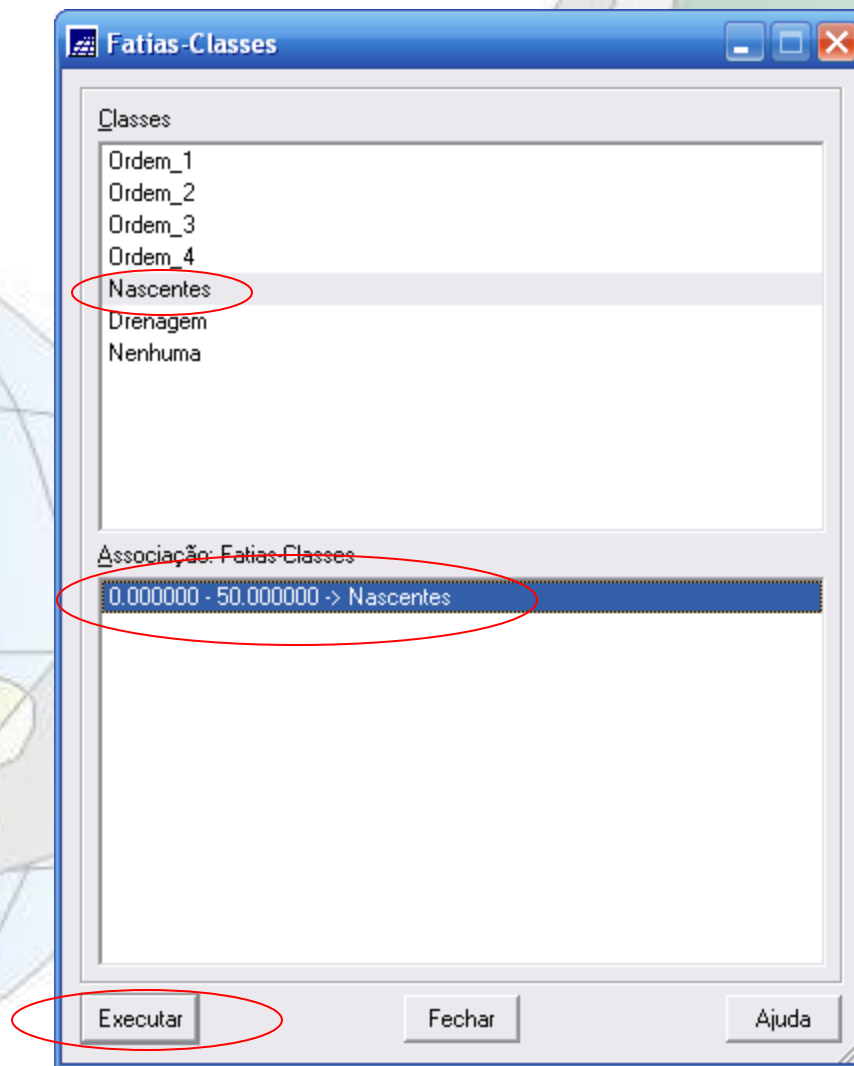 Fatias-Classes
Classes
Ordem_1
Ordem_2
Ordem_3
Ordem_4
Nascentes
Drenagem
Nenhuma
Associação: Fatias-Classes
0.000000 - 50.000000 -> Nascentes
Executar Fechar Ajuda